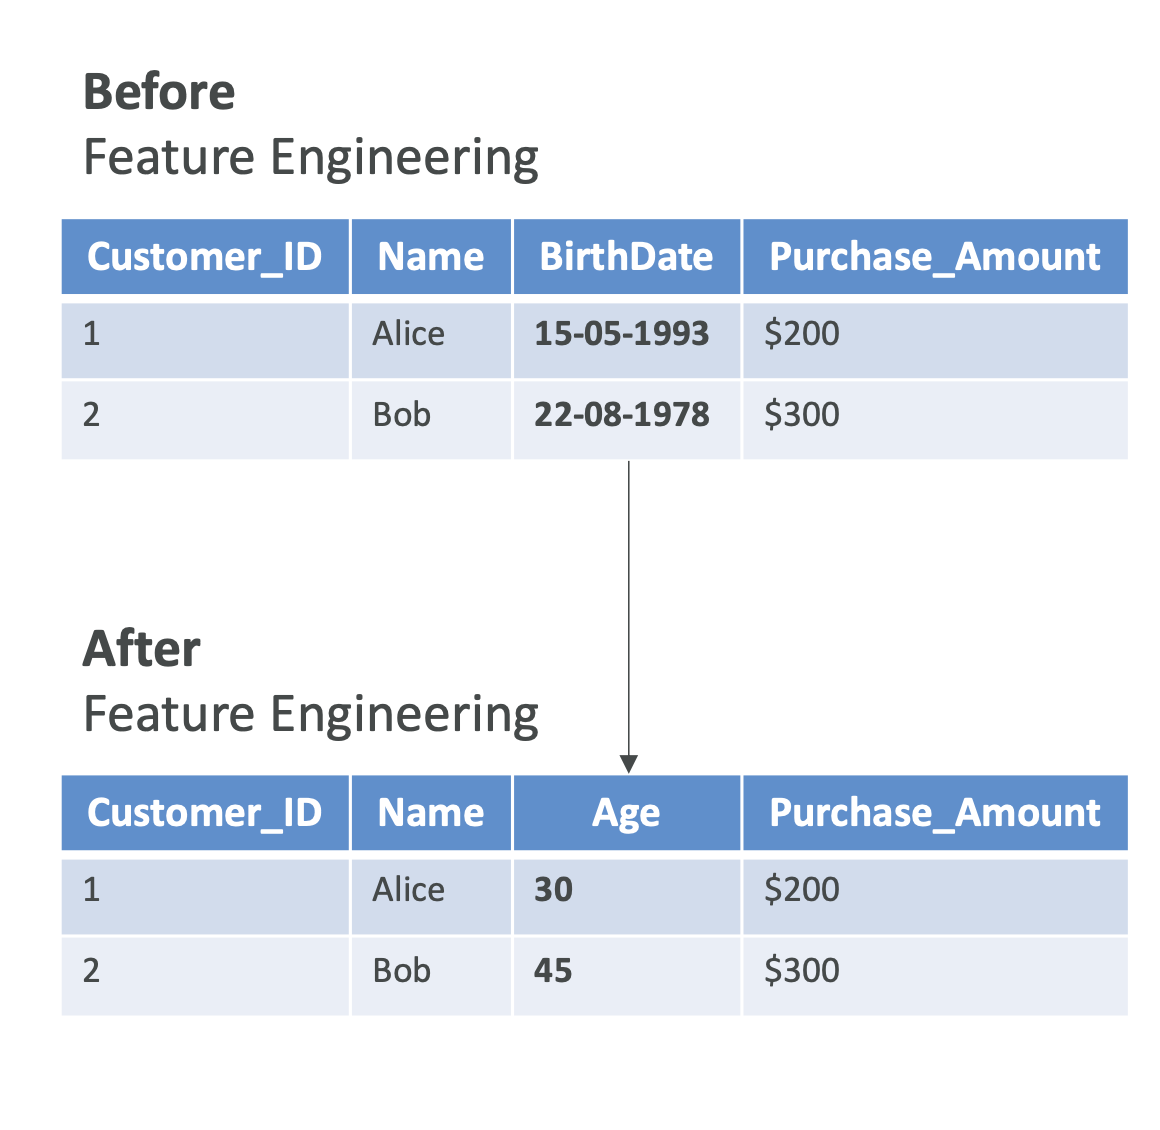 Before
Feature Engineering
Customer_ID Name BirthDate Purchase_Amount
1 Alice 15-05-1993 $200
2 Bob 22-08-1978 $300
After
Feature Engineering
Customer_ID Name Age Purchase_Amount
1 Alice 30 $200
2 Bob 45 $300